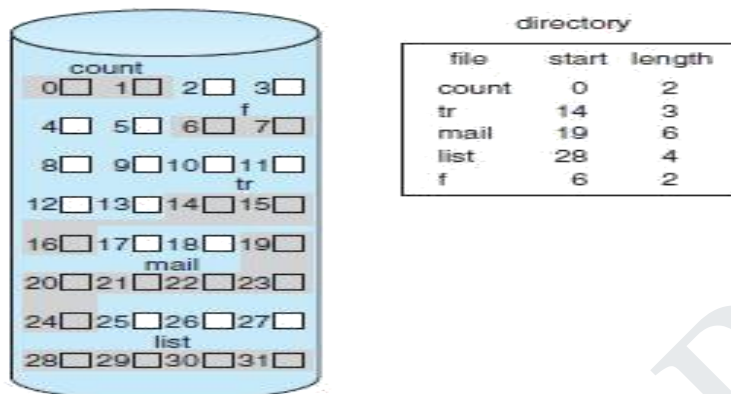 count
0 1 2 3
f
4 5 6 7
8 9 10 11
tr
12 13 14 15
16 17 18 19
mail
20 21 22 23
24 25 26 27
list
28 29 30 31
directory
file start length
count 0 2
tr 14 3
mail 19 6
list 28 4
f 6 2